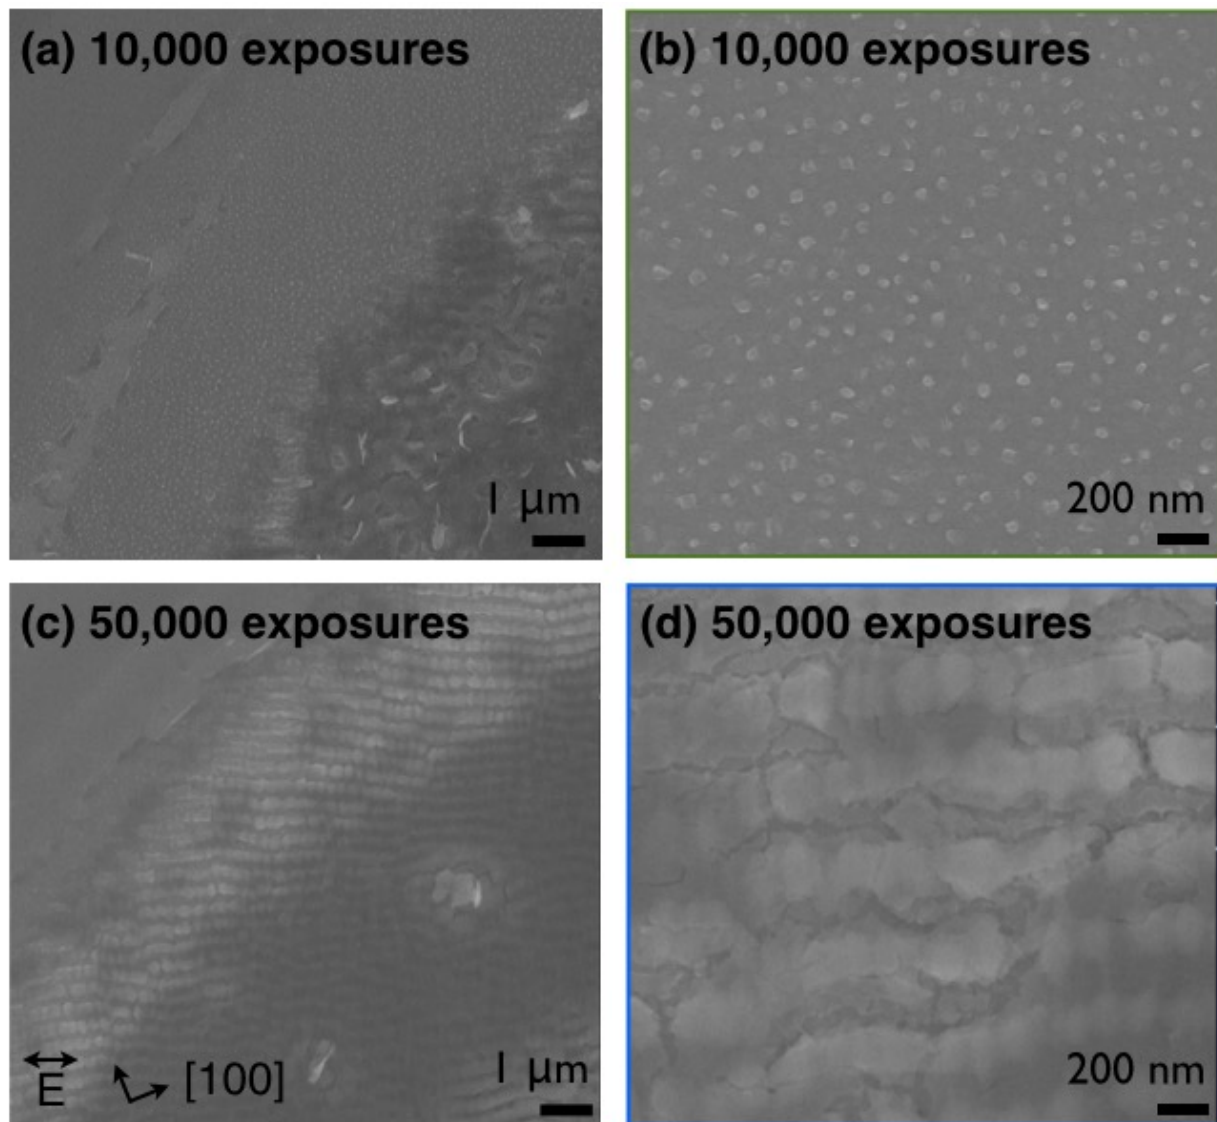 (a) 10,000 exposures
1 μm
(b) 10,000 exposures
200 nm
(c) 50,000 exposures
E
[100]
1 μm
(d) 50,000 exposures
200 nm